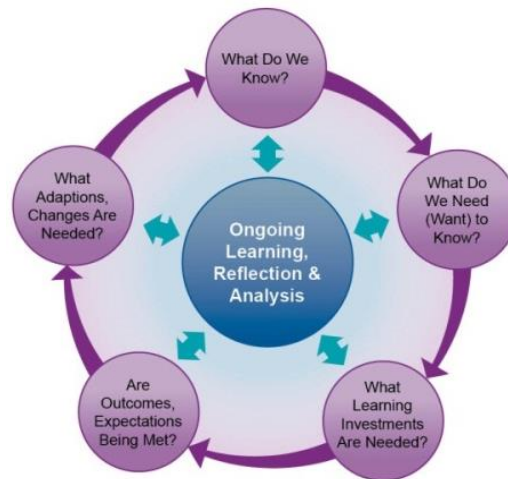 What Do We
Know?
What Do
We Need
(Want) to
Know?
What
Learning
Investments
Are Needed?
Are
Outcomes,
Expectations
Being Met?
What
Adaptions,
Changes Are
Needed?
Ongoing
Learning,
Reflection &
Analysis